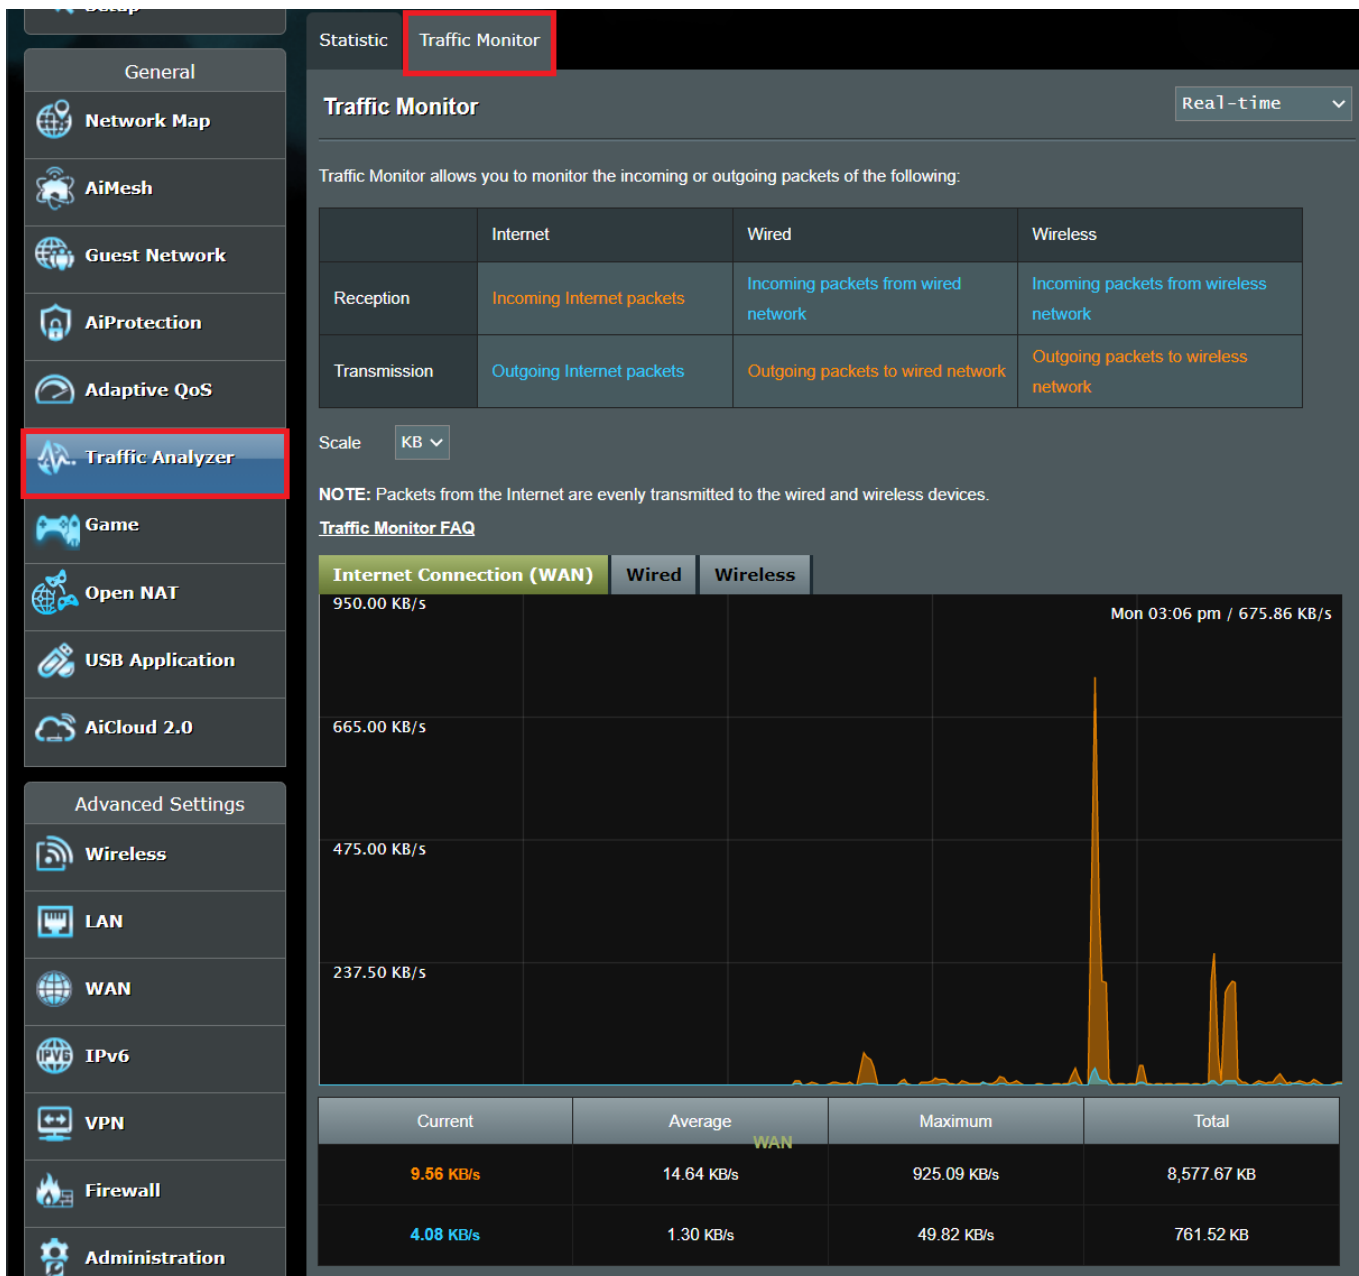 Setup
General
Network Map
AiMesh
Guest Network
AiProtection
Adaptive QoS
Traffic Analyzer
Game
Open NAT
USB Application
AiCloud 2.0
Advanced Settings
Wireless
LAN
WAN
IPv6
VPN
Firewall
Administration
Statistic
Traffic Monitor
Traffic Monitor
Real-time
Traffic Monitor allows you to monitor the incoming or outgoing packets of the following:
Internet Wired Wireless
Reception Incoming Internet packets Incoming packets from wired network Incoming packets from wireless network
Transmission Outgoing Internet packets Outgoing packets to wired network Outgoing packets to wireless network
Scale KB
NOTE: Packets from the Internet are evenly transmitted to the wired and wireless devices.
Traffic Monitor FAQ
Internet Connection (WAN) Wired Wireless
950.00 KB/s
Mon 03:06 pm / 675.86 KB/s
665.00 KB/s
475.00 KB/s
237.50 KB/s
Current Average Maximum Total
WAN
9.56 KB/s 14.64 KB/s 925.09 KB/s 8,577.67 KB
4.08 KB/s 1.30 KB/s 49.82 KB/s 761.52 KB